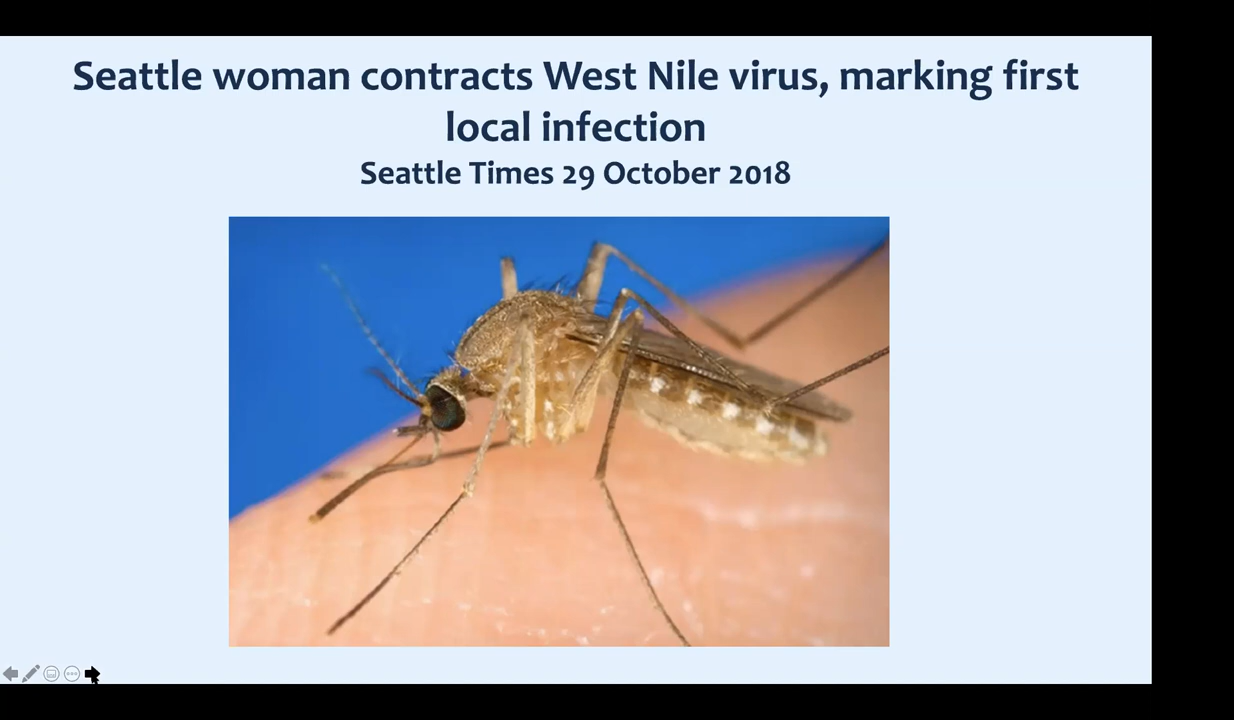 Seattle woman contracts West Nile virus, marking first
local infection
Seattle Times 29 October 2018